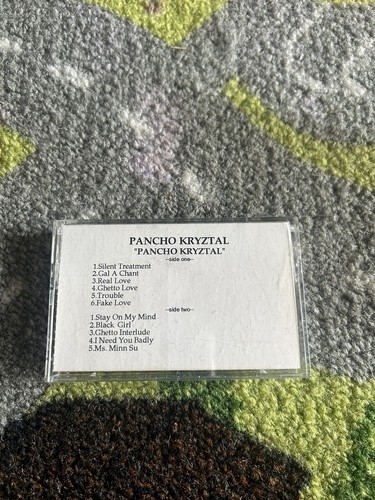 PANCHO KRYZTAL
"PANCHO KRYZTAL"
--side one--
1.Silent Treatment
2.Gal A Chant
3.Real Love
4.Ghetto Love
5.Trouble
6.Fake Love
--side two--
1.Stay On My Mind
2.Black Girl
3.Ghetto Interlude
4.I Need You Badly
5.Ms. Minn Su